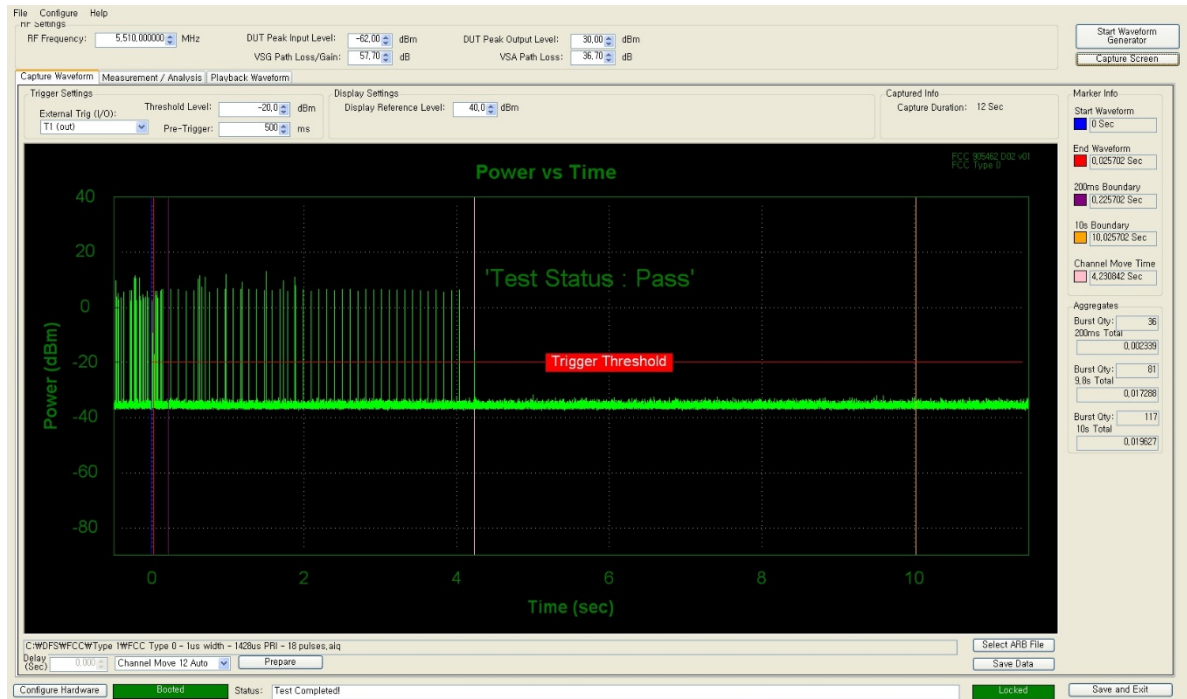 File Configure Help
RF Settings
RF Frequency: 5,510,000000 MHz
DUT Peak Input Level: -62,00 dBm
DUT Peak Output Level: 30,00 dBm
VSG Path Loss/Gain: 57,70 dB
VSA Path Loss: 36,70 dB
Start Waveform Generator
Capture Screen
Capture Waveform Measurement / Analysis Playback Waveform
Trigger Settings
External Trig (I/O):
T1 (out)
Threshold Level: -20,0 dBm
Pre-Trigger: 500 ms
Display Settings
Display Reference Level: 40,0 dBm
Captured Info
Capture Duration: 12 Sec
Marker Info
Start Waveform
0 Sec
End Waveform
0,025702 Sec
200ms Boundary
0,225702 Sec
10s Boundary
10,025702 Sec
Channel Move Time
4,230842 Sec
Aggregates
Burst Qty: 36
200ms Total
0,002339
Burst Qty: 81
9,8s Total
0,017288
Burst Qty: 117
10s Total
0,019627
FCC 905462 D02 v01
FCC Type 0
Power vs Time
'Test Status : Pass'
Trigger Threshold
Power (dBm)
40
20
0
-20
-40
-60
-80
0 2 4 6 8 10
Time (sec)
C:₩DFS₩FCC₩Type 1₩FCC Type 0 - 1us width - 1428us PRI - 18 pulses,aiq
Select ARB File
Delay (Sec) 0,000
Channel Move 12 Auto
Prepare
Save Data
Configure Hardware
Booted
Status: Test Completed!
Locked
Save and Exit